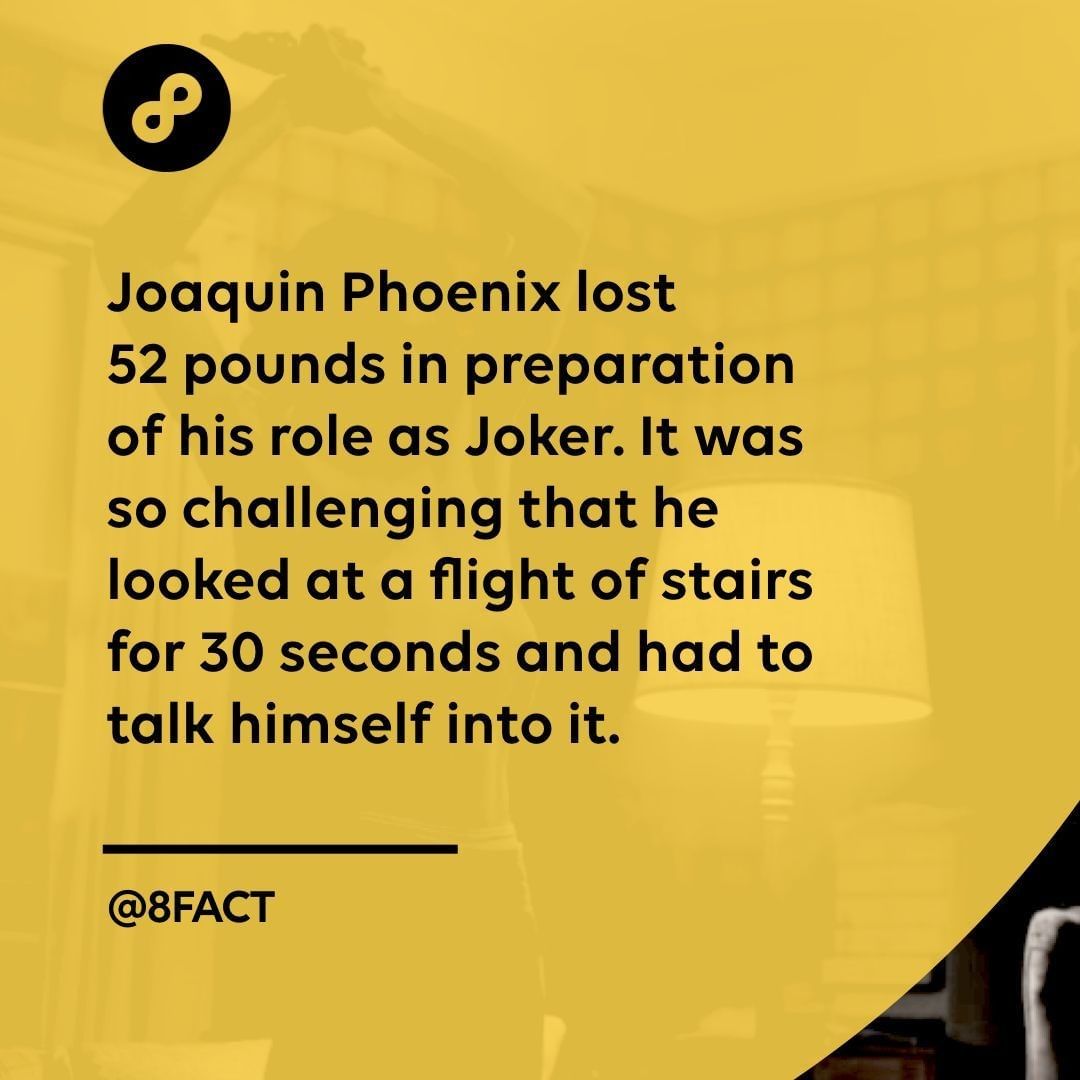 Joaquin Phoenix lost
52 pounds in preparation
of his role as Joker. It was
so challenging that he
looked at a flight of stairs
for 30 seconds and had to
talk himself into it.
@8FACT